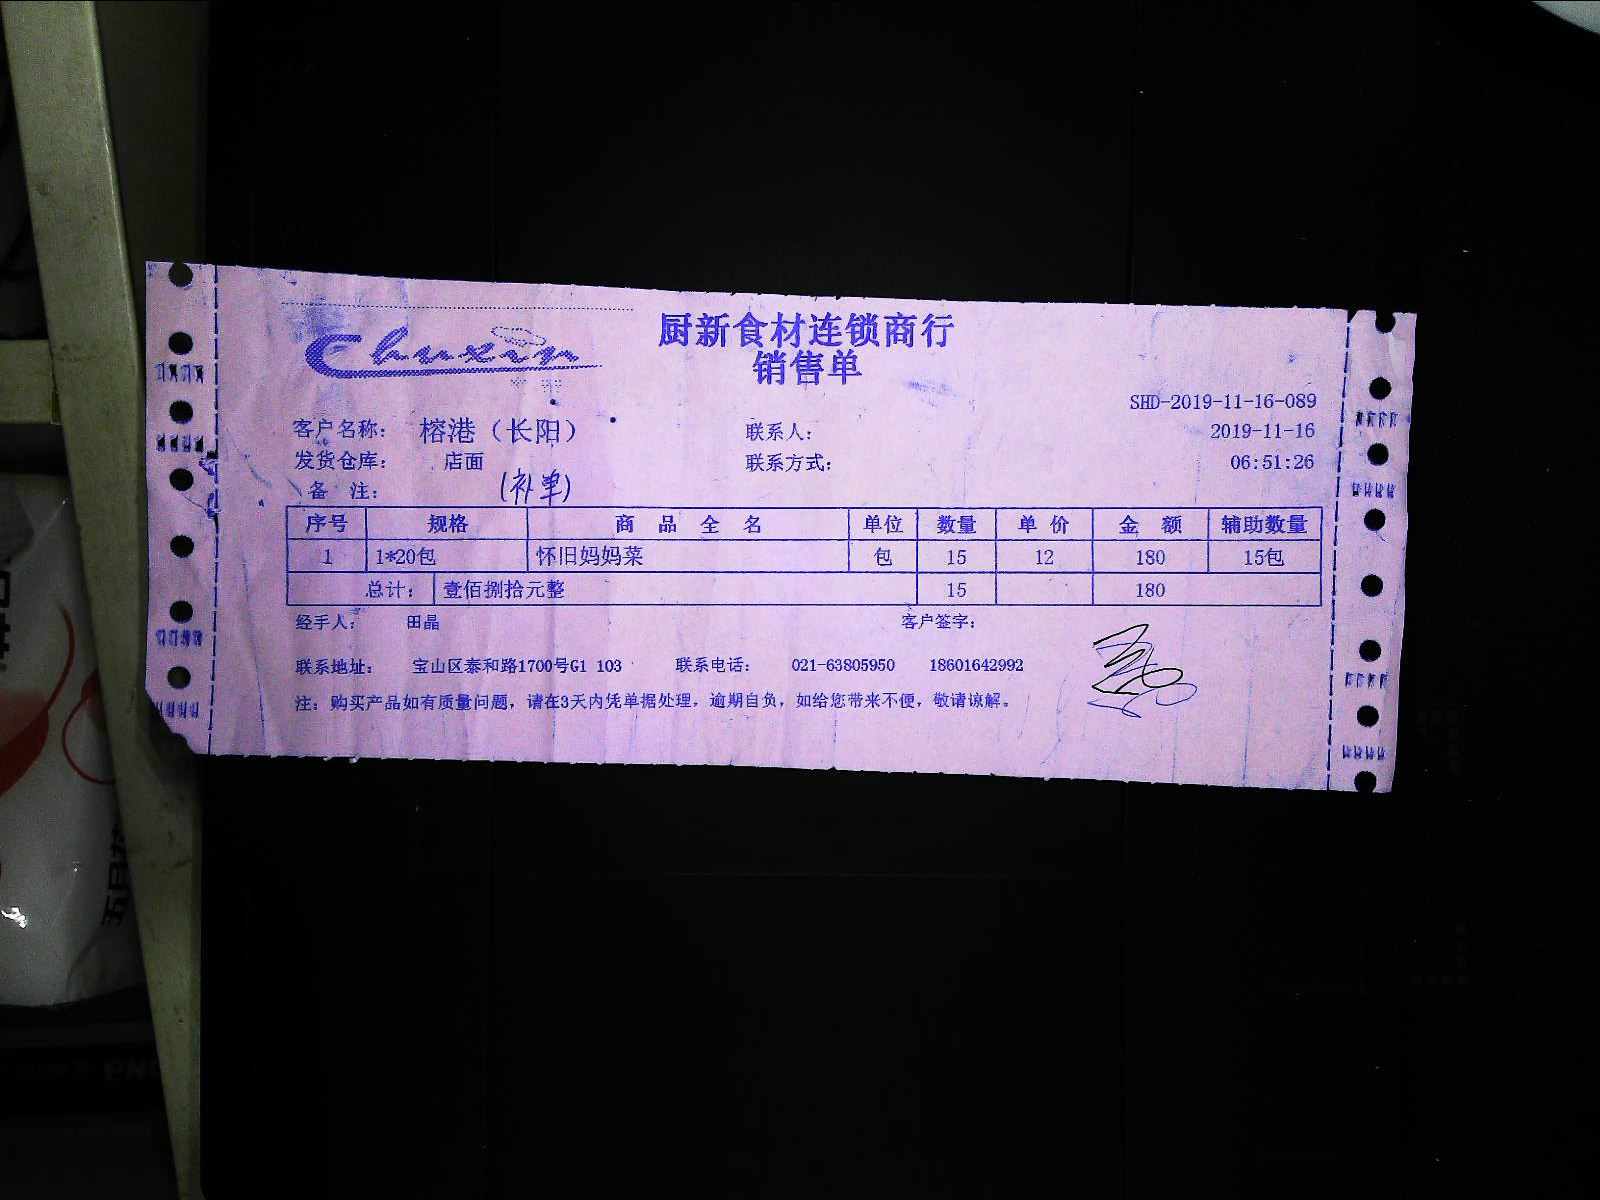 Chuxin
厨新食材连锁商行
销售单
SHD-2019-11-16-089
客户名称： 榕港（长阳） 联系人： 2019-11-16
发货仓库： 店面 联系方式： 06:51:26
备 注： (补单)
序号 规格 商品全名 单位 数量 单价 金额 辅助数量
1 1*20包 怀旧妈妈菜 包 15 12 180 15包
总计： 壹佰捌拾元整 15 180
经手人： 田晶 客户签字：
联系地址： 宝山区泰和路1700号G1 103 联系电话： 021-63805950 18601642992
注：购买产品如有质量问题，请在3天内凭单据处理，逾期自负，如给您带来不便，敬请谅解。